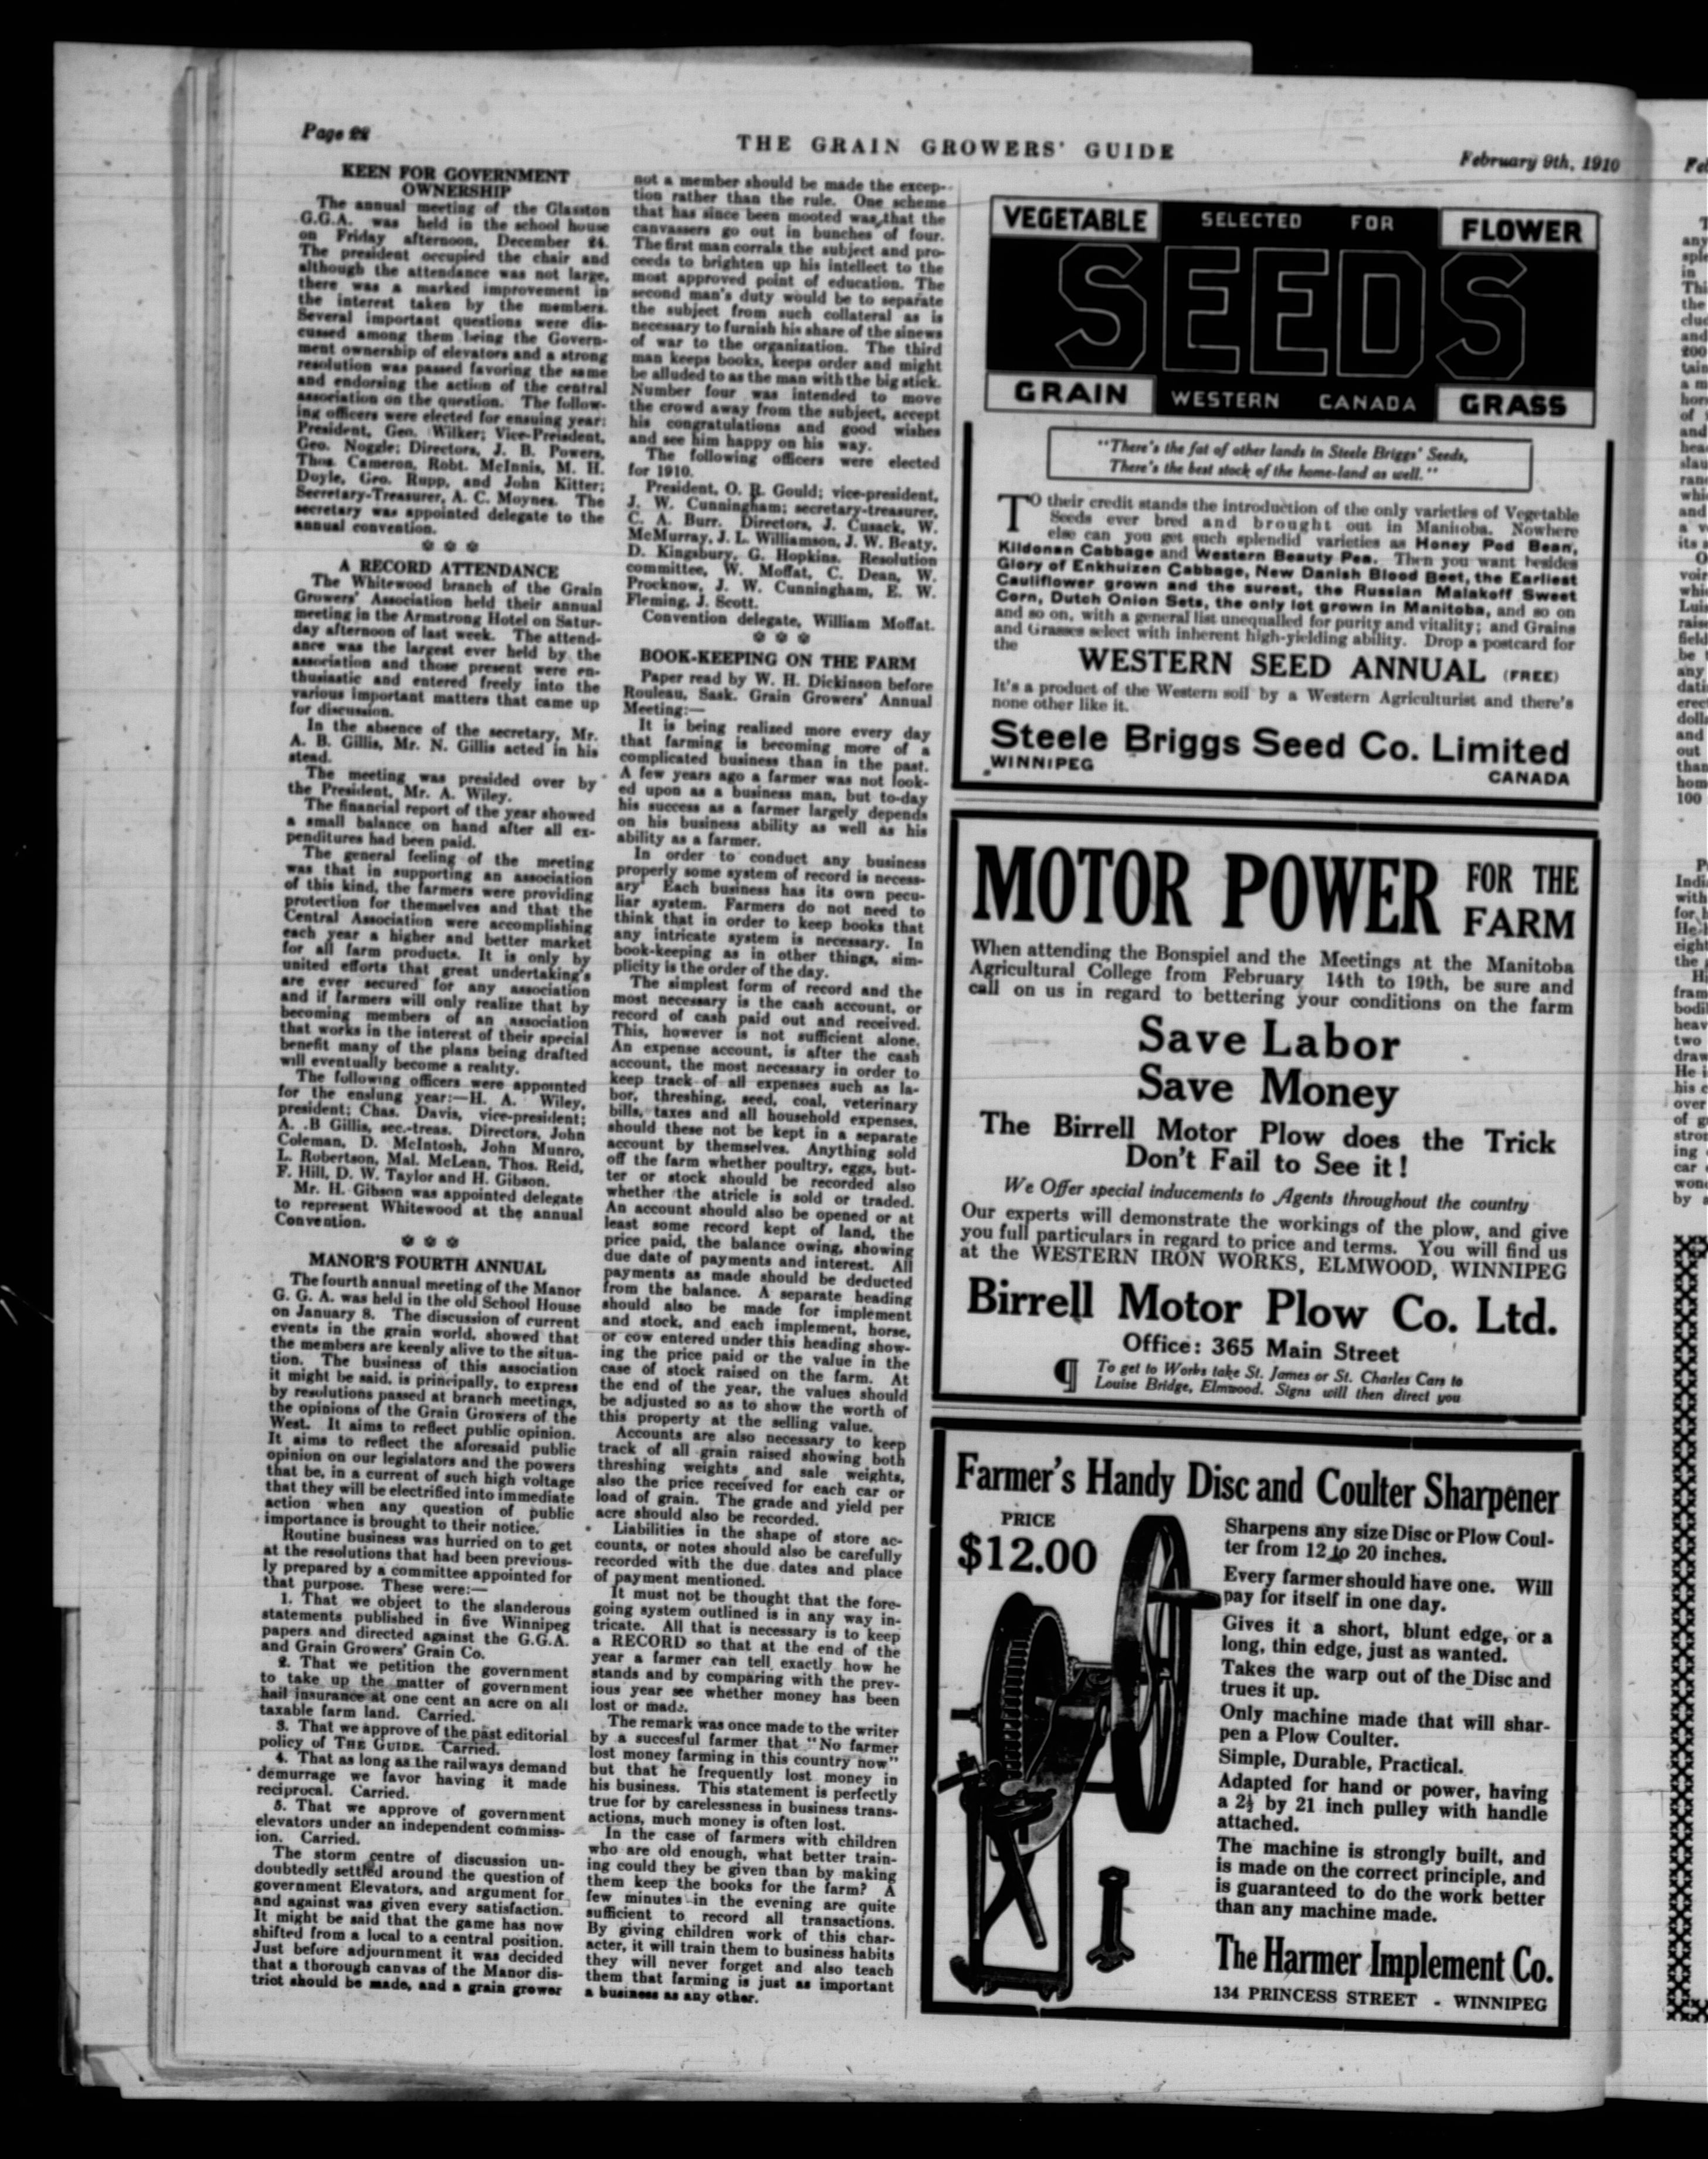 Page 22
THE GRAIN GROWERS' GUIDE
February 9th, 1910
KEEN FOR GOVERNMENT
OWNERSHIP
The annual meeting of the Glasston
G.G.A. was held in the school house
on Friday afternoon, December 24.
The president occupied the chair and
although the attendance was not large,
there was a marked improvement in
the interest taken by the members.
Several important questions were dis-
cussed among them being the Govern-
ment ownership of elevators and a strong
resolution was passed favoring the same
and endorsing the action of the central
association on the question. The follow-
ing officers were elected for ensuing year:
President, Geo. Wilker; Vice-Preisdent,
Geo. Noggle; Directors, J. B. Powers,
Thos. Cameron, Robt. McInnis, M. H.
Doyle, Geo. Rupp, and John Kitter;
Secretary-Treasurer, A. C. Moynes. The
secretary was appointed delegate to the
annual convention.
A RECORD ATTENDANCE
The Whitewood branch of the Grain
Growers' Association held their annual
meeting in the Armstrong Hotel on Satur-
day afternoon of last week. The attend-
ance was the largest ever held by the
association and those present were en-
thusiastic and entered freely into the
various important matters that came up
for discussion.
In the absence of the secretary, Mr.
A. B. Gillis, Mr. N. Gillis acted in his
stead.
The meeting was presided over by
the President, Mr. A. Wiley.
The financial report of the year showed
a small balance on hand after all ex-
penditures had been paid.
The general feeling of the meeting
was that in supporting an association
of this kind, the farmers were providing
protection for themselves and that the
Central Association were accomplishing
each year a higher and better market
for all farm products. It is only by
united efforts that great undertaking's
are ever secured for any association
and if farmers will only realize that by
becoming members of an association
that works in the interest of their special
benefit many of the plans being drafted
will eventually become a reality.
The following officers were appointed
for the enslung year:—H. A. Wiley,
president; Chas. Davis, vice-president;
A. .B Gillis, sec.-treas. Directors, John
Coleman, D. McIntosh, John Munro,
L. Robertson, Mal. McLean, Thos. Reid,
F. Hill, D. W. Taylor and H. Gibson.
Mr. H. Gibson was appointed delegate
to represent Whitewood at the annual
Convention.
MANOR'S FOURTH ANNUAL
The fourth annual meeting of the Manor
G. G. A. was held in the old School House
on January 8. The discussion of current
events in the grain world, showed that
the members are keenly alive to the situa-
tion. The business of this association
it might be said, is principally, to express
by resolutions passed at branch meetings,
the opinions of the Grain Growers of the
West. It aims to reflect public opinion.
It aims to reflect the aforesaid public
opinion on our legislators and the powers
that be, in a current of such high voltage
that they will be electrified into immediate
action when any question of public
importance is brought to their notice.
Routine business was hurried on to get
at the resolutions that had been previous-
ly prepared by a committee appointed for
that purpose. These were:—
1. That we object to the slanderous
statements published in five Winnipeg
papers and directed against the G.G.A.
and Grain Growers' Grain Co.
2. That we petition the government
to take up the matter of government
hail insurance at one cent an acre on all
taxable farm land. Carried.
3. That we approve of the past editorial
policy of THE GUIDE. Carried.
4. That as long as the railways demand
demurrage we favor having it made
reciprocal. Carried.
5. That we approve of government
elevators under an independent commiss-
ion. Carried.
The storm centre of discussion un-
doubtedly settled around the question of
government Elevators, and argument for
and against was given every satisfaction.
It might be said that the game has now
shifted from a local to a central position.
Just before adjournment it was decided
that a thorough canvas of the Manor dis-
trict should be made, and a grain grower
not a member should be made the excep-
tion rather than the rule. One scheme
that has since been mooted was that the
canvassers go out in bunches of four.
The first man corrals the subject and pro-
ceeds to brighten up his intellect to the
most approved point of education. The
second man's duty would be to separate
the subject from such collateral as is
necessary to furnish his share of the sinews
of war to the organization. The third
man keeps books, keeps order and might
be alluded to as the man with the big stick.
Number four was intended to move
the crowd away from the subject, accept
his congratulations and good wishes
and see him happy on his way.
The following officers were elected
for 1910.
President, O. R. Gould; vice-president,
J. W. Cunningham; secretary-treasurer,
C. A. Burr. Directors, J. Cusack, W.
McMurray, J. L. Williamson, J. W. Beaty,
D. Kingsbury, G. Hopkins. Resolution
committee, W. Moffat, C. Dean, W.
Procknow, J. W. Cunningham, E. W.
Fleming, J. Scott.
Convention delegate, William Moffat.
BOOK-KEEPING ON THE FARM
Paper read by W. H. Dickinson before
Rouleau, Sask. Grain Growers' Annual
Meeting:—
It is being realized more every day
that farming is becoming more of a
complicated business than in the past.
A few years ago a farmer was not look-
ed upon as a business man, but to-day
his success as a farmer largely depends
on his business ability as well as his
ability as a farmer.
In order to conduct any business
properly some system of record is necess-
ary Each business has its own pecu-
liar system. Farmers do not need to
think that in order to keep books that
any intricate system is necessary. In
book-keeping as in other things, sim-
plicity is the order of the day.
The simplest form of record and the
most necessary is the cash account, or
record of cash paid out and received.
This, however is not sufficient alone.
An expense account, is after the cash
account, the most necessary in order to
keep track of all expenses such as la-
bor, threshing, seed, coal, veterinary
bills, taxes and all household expenses,
should these not be kept in a separate
account by themselves. Anything sold
off the farm whether poultry, eggs, but-
ter or stock should be recorded also
whether the atricle is sold or traded.
An account should also be opened or at
least some record kept of land, the
price paid, the balance owing, showing
due date of payments and interest. All
payments as made should be deducted
from the balance. A separate heading
should also be made for implement
and stock, and each implement, horse,
or cow entered under this heading show-
ing the price paid or the value in the
case of stock raised on the farm. At
the end of the year, the values should
be adjusted so as to show the worth of
this property at the selling value.
Accounts are also necessary to keep
track of all grain raised showing both
threshing weights and sale weights,
also the price received for each car or
load of grain. The grade and yield per
acre should also be recorded.
Liabilities in the shape of store ac-
counts, or notes should also be carefully
recorded with the due dates and place
of payment mentioned.
It must not be thought that the fore-
going system outlined is in any way in-
tricate. All that is necessary is to keep
a RECORD so that at the end of the
year a farmer can tell exactly how he
stands and by comparing with the prev-
ious year see whether money has been
lost or made.
The remark was once made to the writer
by a succesful farmer that "No farmer
lost money farming in this country now"
but that he frequently lost money in
his business. This statement is perfectly
true for by carelessness in business trans-
actions, much money is often lost.
In the case of farmers with children
who are old enough, what better train-
ing could they be given than by making
them keep the books for the farm? A
few minutes in the evening are quite
sufficient to record all transactions.
By giving children work of this char-
acter, it will train them to business habits
they will never forget and also teach
them that farming is just as important
a business as any other.
VEGETABLE SELECTED FOR FLOWER
SEEDS
GRAIN WESTERN CANADA GRASS
"There's the fat of other lands in Steele Briggs' Seeds,
There's the best stock of the home-land as well."
TO their credit stands the introduction of the only varieties of Vegetable
Seeds ever bred and brought out in Manitoba. Nowhere
else can you get such splendid varieties as Honey Pod Bean,
Kildonan Cabbage and Western Beauty Pea. Then you want besides
Glory of Enkhuizen Cabbage, New Danish Blood Beet, the Earliest
Cauliflower grown and the surest, the Russian Malakoff Sweet
Corn, Dutch Onion Sets, the only lot grown in Manitoba, and so on
and so on, with a general list unequalled for purity and vitality; and Grains
and Grasses select with inherent high-yielding ability. Drop a postcard for
the
WESTERN SEED ANNUAL (FREE)
It's a product of the Western soil by a Western Agriculturist and there's
none other like it.
Steele Briggs Seed Co. Limited
WINNIPEG
CANADA
MOTOR POWER FOR THE
FARM
When attending the Bonspiel and the Meetings at the Manitoba
Agricultural College from February 14th to 19th, be sure and
call on us in regard to bettering your conditions on the farm
Save Labor
Save Money
The Birrell Motor Plow does the Trick
Don't Fail to See it!
We Offer special inducements to Agents throughout the country
Our experts will demonstrate the workings of the plow, and give
you full particulars in regard to price and terms. You will find us
at the WESTERN IRON WORKS, ELMWOOD, WINNIPEG
Birrell Motor Plow Co. Ltd.
Office: 365 Main Street
¶ To get to Works take St. James or St. Charles Cars to
Louise Bridge, Elmwood. Signs will then direct you
Farmer's Handy Disc and Coulter Sharpener
PRICE
$12.00
Sharpens any size Disc or Plow Coul-
ter from 12 to 20 inches.
Every farmer should have one. Will
pay for itself in one day.
Gives it a short, blunt edge, or a
long, thin edge, just as wanted.
Takes the warp out of the Disc and
trues it up.
Only machine made that will shar-
pen a Plow Coulter.
Simple, Durable, Practical.
Adapted for hand or power, having
a 2½ by 21 inch pulley with handle
attached.
The machine is strongly built, and
is made on the correct principle, and
is guaranteed to do the work better
than any machine made.
The Harmer Implement Co.
134 PRINCESS STREET - WINNIPEG